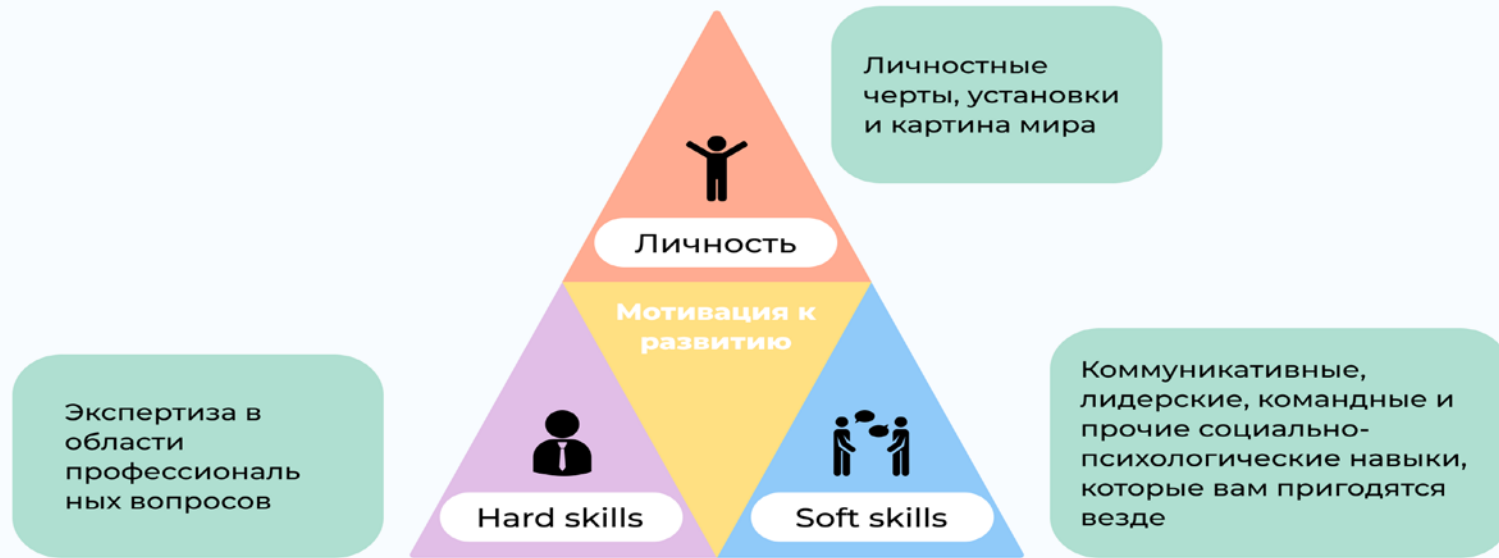 Личностные
черты, установки
и картина мира
Личность
Мотивация к
развитию
Экспертиза в
области
профессиональ
ных вопросов
Hard skills
Soft skills
Коммуникативные,
лидерские, командные и
прочие социально-
психологические навыки,
которые вам пригодятся
везде